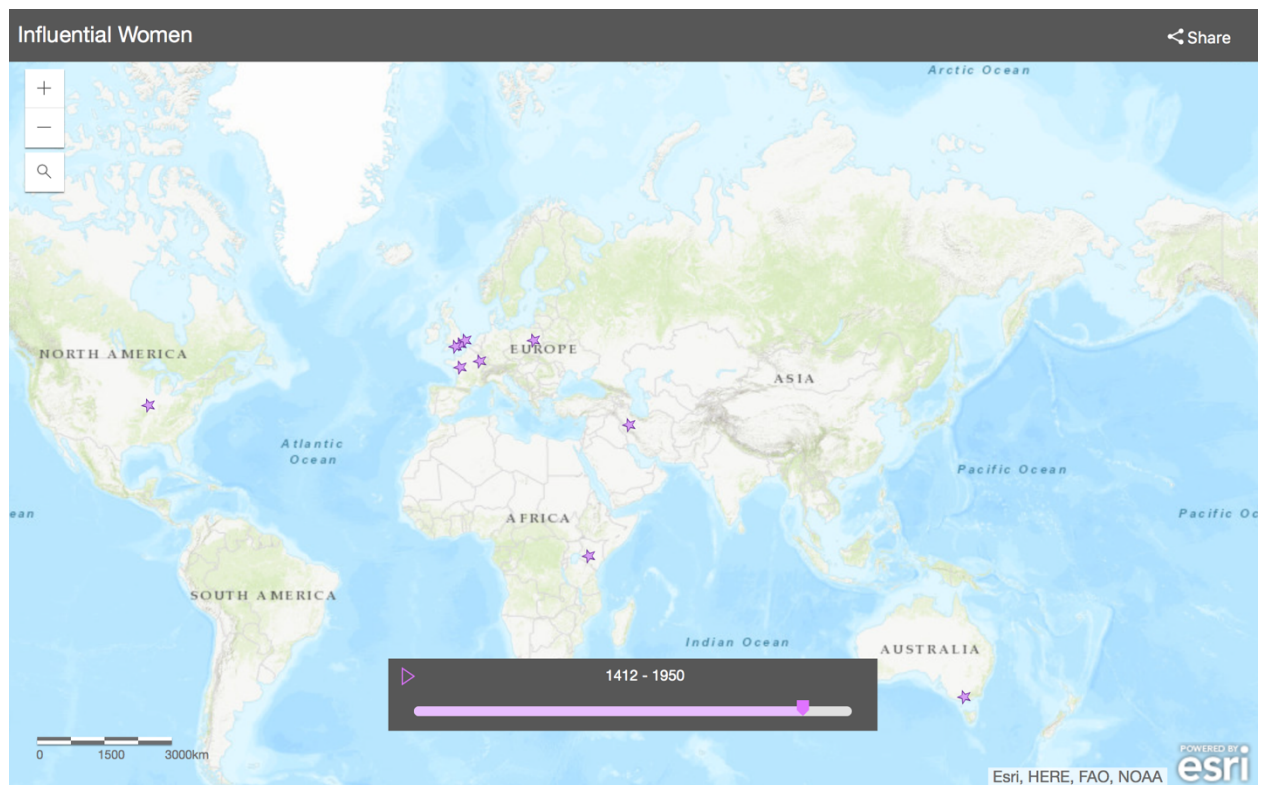 Influential Women
Share
Arctic Ocean
+
−
NORTH AMERICA
EUROPE
ASIA
Atlantic
Ocean
Pacific Ocean
ean
AFRICA
Pacific Oc
SOUTH AMERICA
Indian Ocean
AUSTRALIA
1412 - 1950
0 1500 3000km
POWERED BY
esri
Esri, HERE, FAO, NOAA